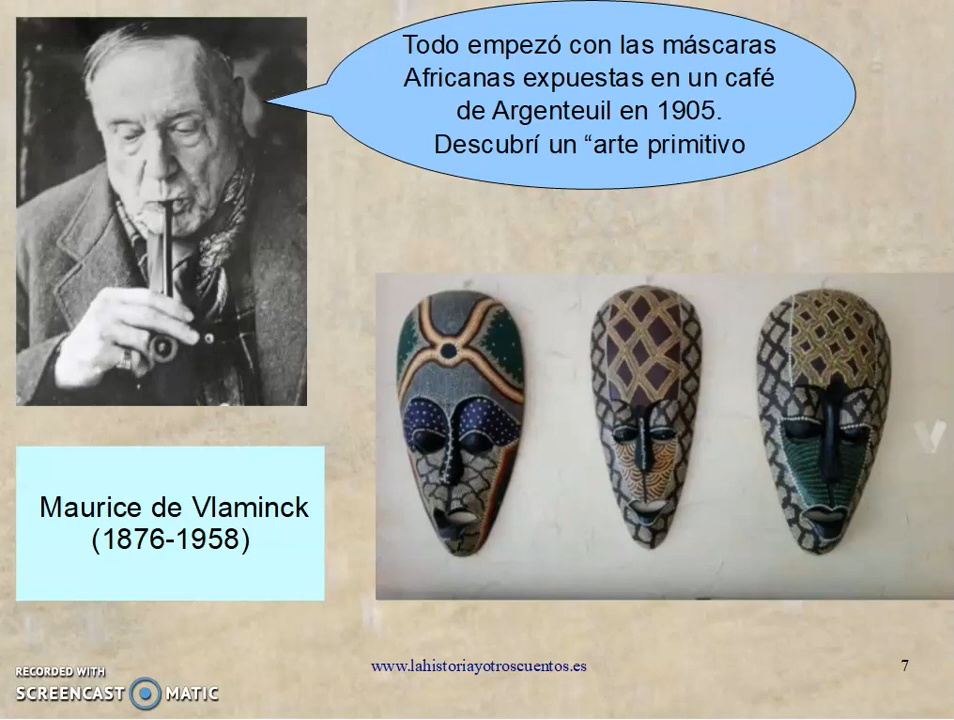 Todo empezó con las máscaras
Africanas expuestas en un café
de Argenteuil en 1905.
Descubrí un “arte primitivo
Maurice de Vlaminck
(1876-1958)
www.lahistoriayotroscuentos.es
7
RECORDED WITH
SCREENCAST MATIC